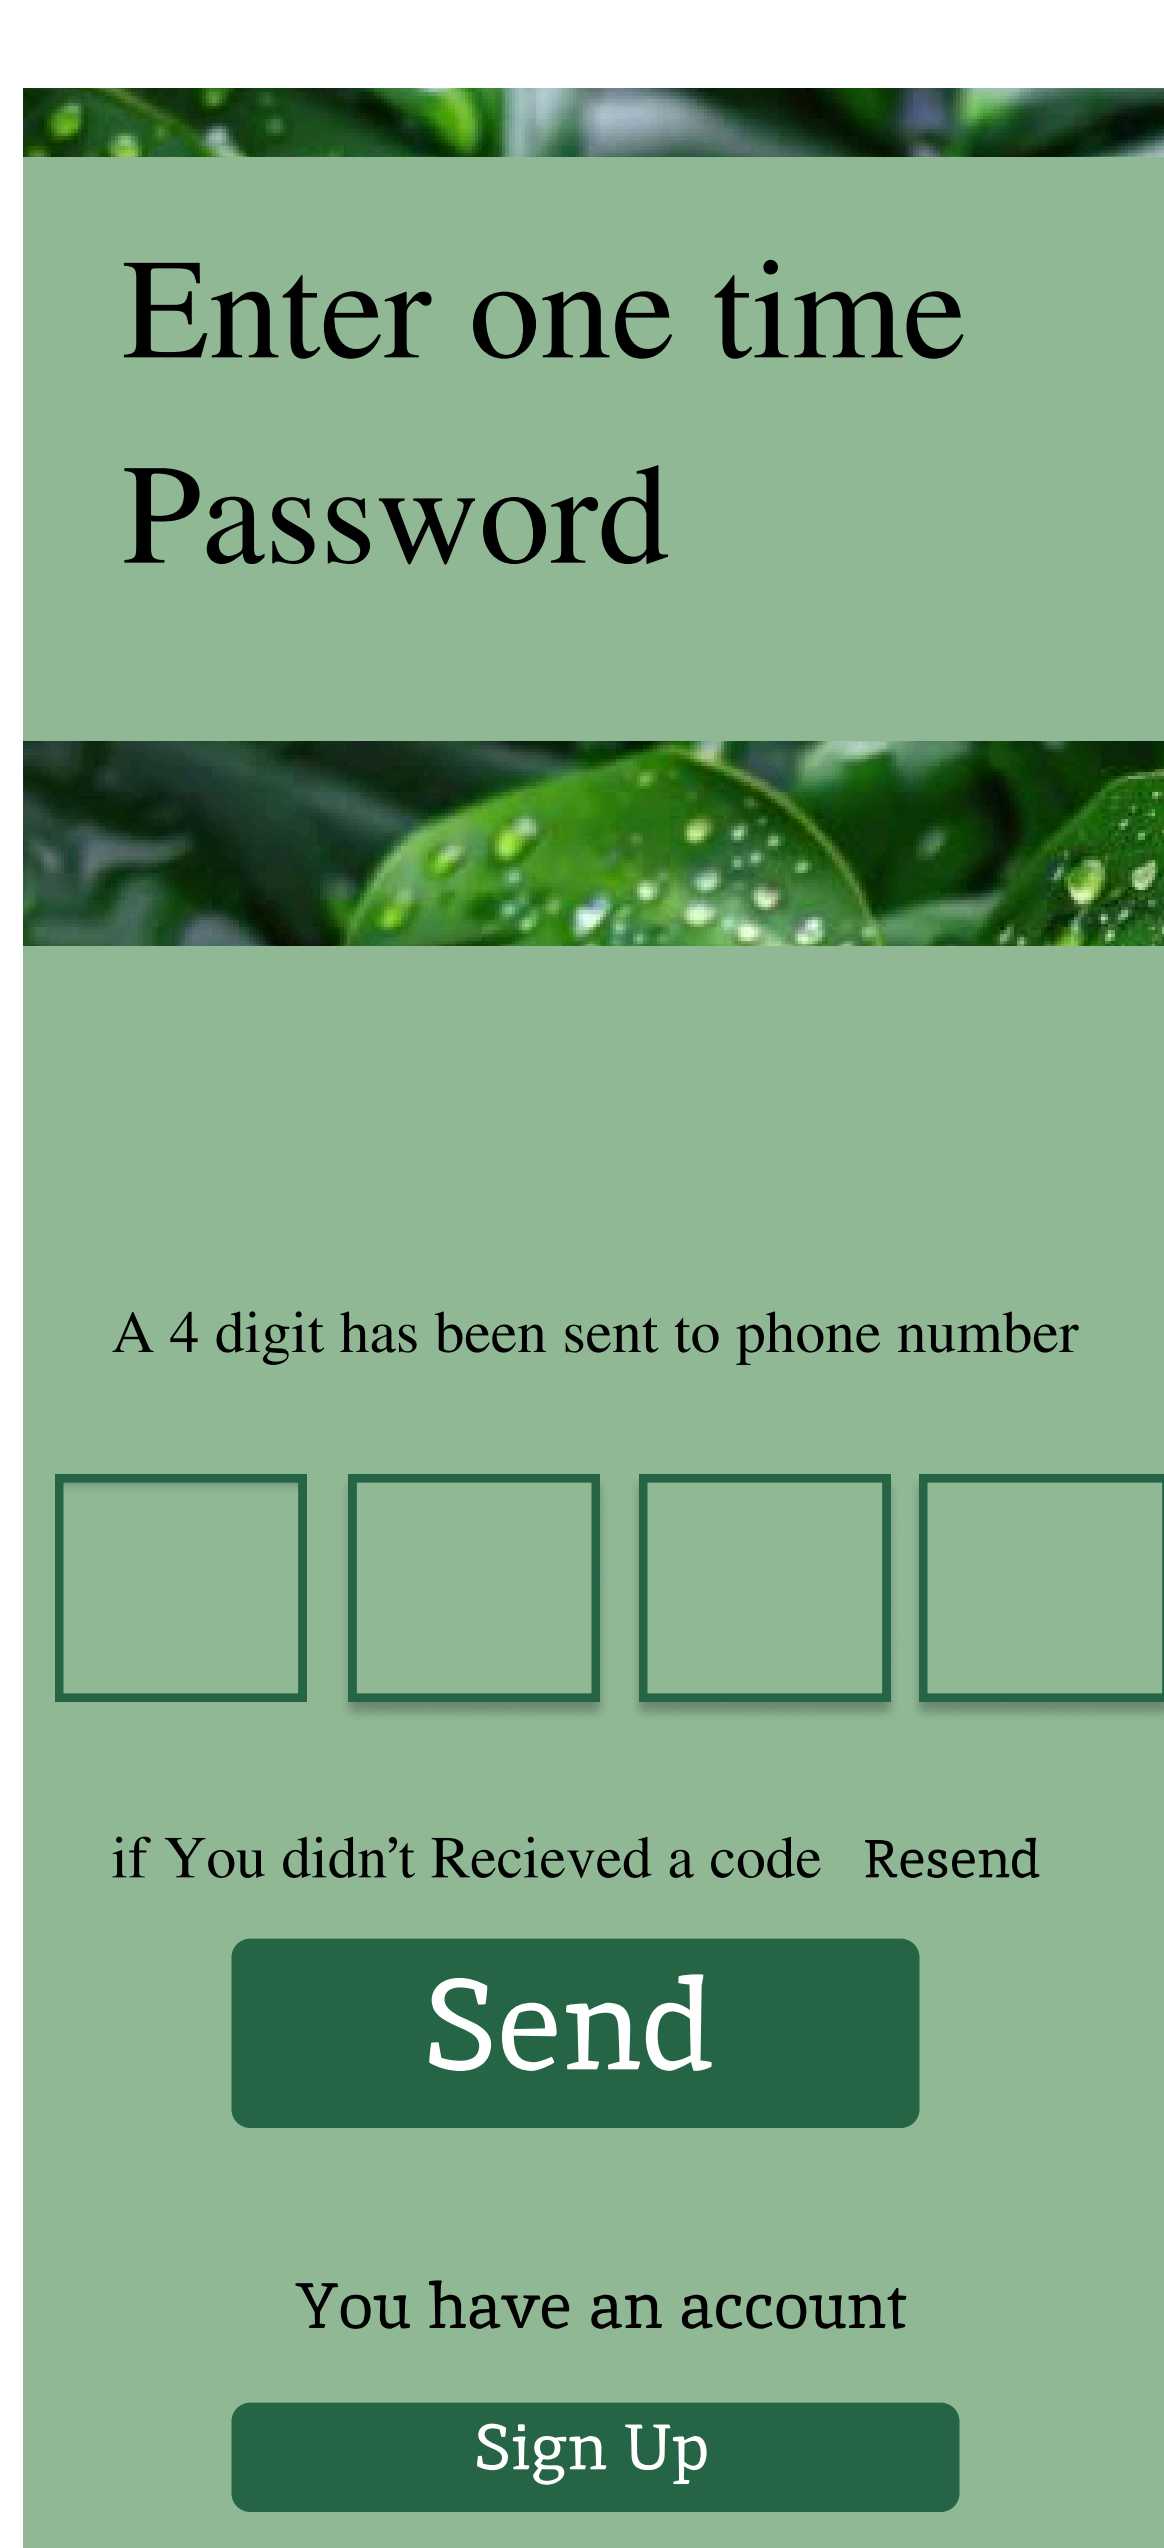 Enter one time
Password
A 4 digit has been sent to phone number
if You didn’t Recieved a code Resend
Send
You have an account
Sign Up